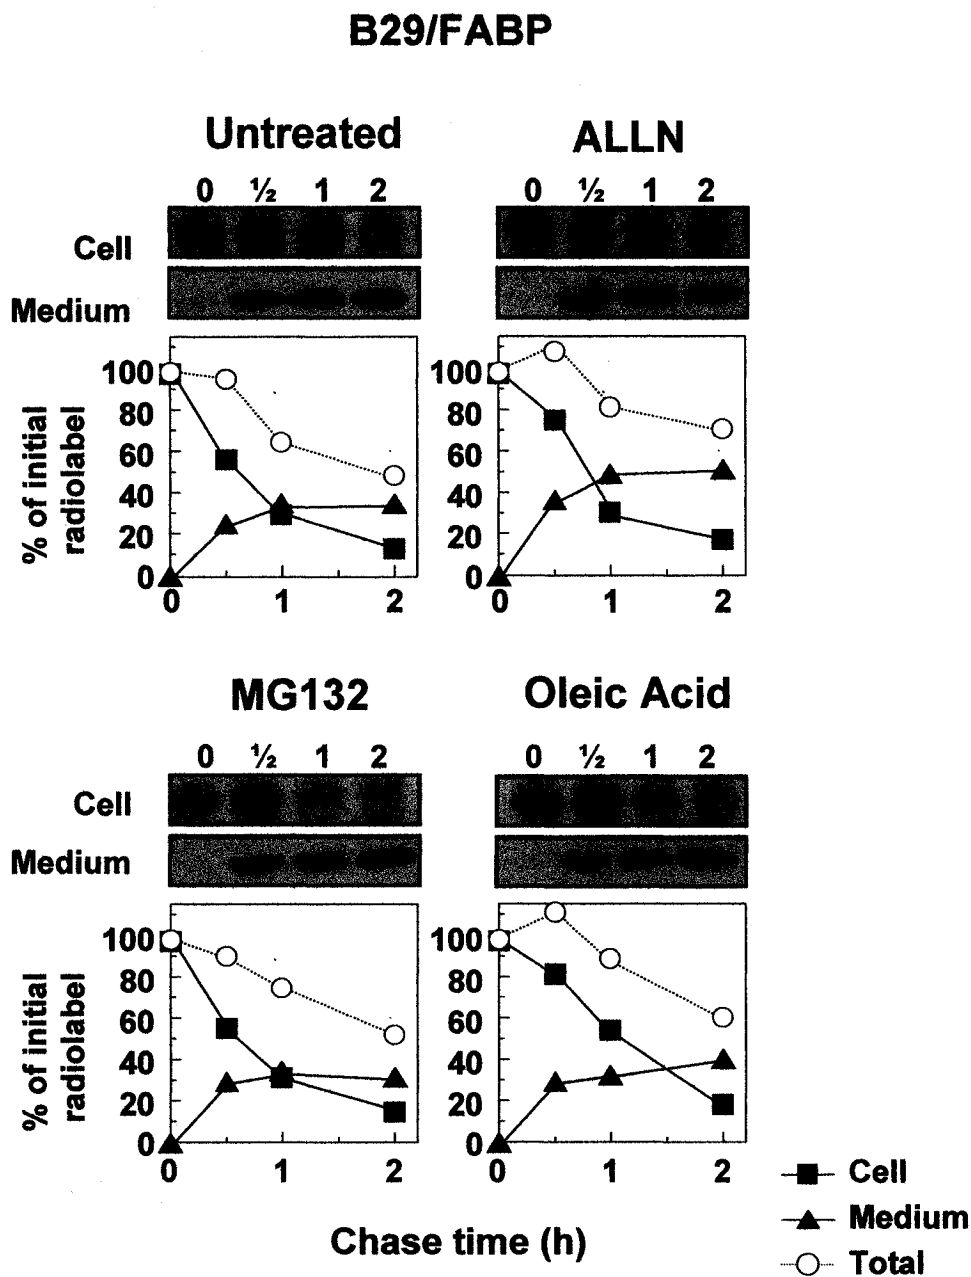 B29/FABP
Untreated
ALLN
0 ½ 1 2
0 ½ 1 2
Cell
Medium
% of initial
radiolabel
100
80
60
40
20
0
0 1 2
100
80
60
40
20
0
0 1 2
MG132
Oleic Acid
0 ½ 1 2
0 ½ 1 2
Cell
Medium
% of initial
radiolabel
100
80
60
40
20
0
0 1 2
100
80
60
40
20
0
0 1 2
Chase time (h)
Cell
Medium
Total